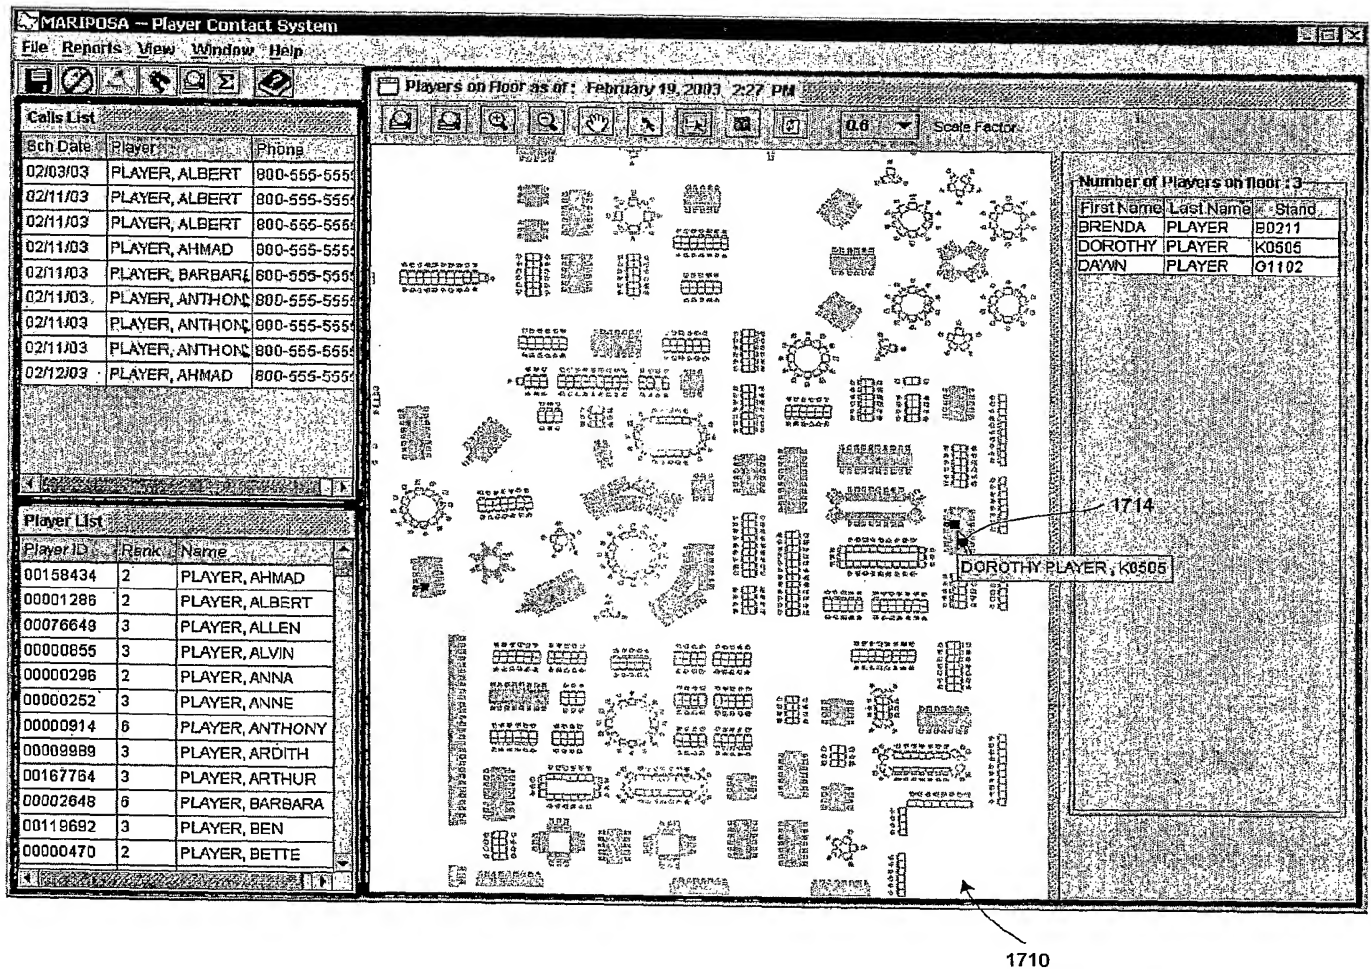 MARIPOSA -- Player Contact System
File Reports View Window Help
Calls List
Sch Date Player Phone
02/03/03 PLAYER, ALBERT 800-555-555
02/11/03 PLAYER, ALBERT 800-555-555
02/11/03 PLAYER, ALBERT 800-555-555
02/11/03 PLAYER, AHMAD 800-555-555
02/11/03 PLAYER, BARBARA 800-555-555
02/11/03 PLAYER, ANTHON 800-555-555
02/11/03 PLAYER, ANTHON 800-555-555
02/11/03 PLAYER, ANTHON 800-555-555
02/12/03 PLAYER, AHMAD 800-555-555
Player List
Player ID Rank Name
00158434 2 PLAYER, AHMAD
00001286 2 PLAYER, ALBERT
00076649 3 PLAYER, ALLEN
00000855 3 PLAYER, ALVIN
00000296 2 PLAYER, ANNA
00000252 3 PLAYER, ANNE
00000914 6 PLAYER, ANTHONY
00009989 3 PLAYER, ARDITH
00167764 3 PLAYER, ARTHUR
00002648 6 PLAYER, BARBARA
00119692 3 PLAYER, BEN
00000470 2 PLAYER, BETTE
Players on floor as of: February 19, 2003 2:27 PM
0.6 Scale Factor
Number of Players on floor : 3
First Name Last Name Stand
BRENDA PLAYER B0211
DOROTHY PLAYER K0505
DAWN PLAYER G1102
1714
DOROTHY PLAYER, K0505
1710